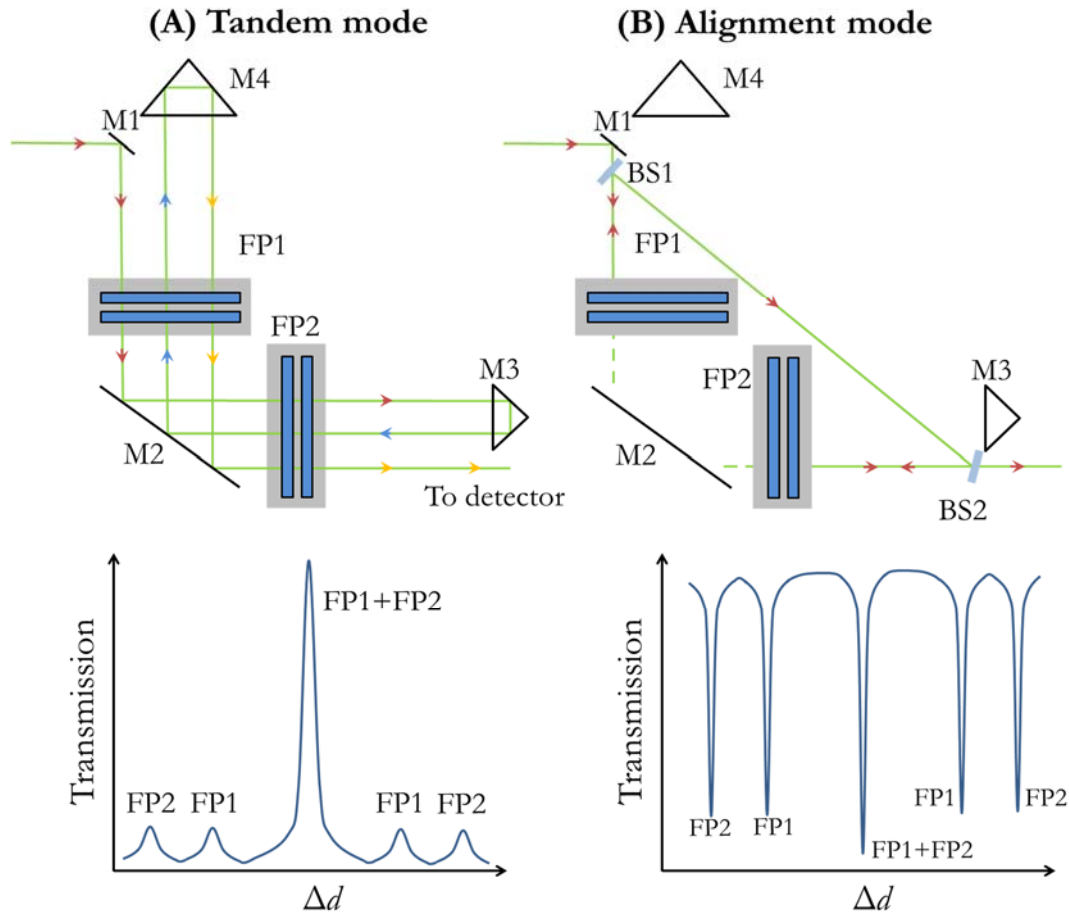 (A) Tandem mode
M4
M1
FP1
FP2
M3
M2
To detector
Transmission
FP1+FP2
FP2
FP1
FP1
FP2
Δd
(B) Alignment mode
M4
M1
BS1
FP1
FP2
M3
M2
BS2
Transmission
FP2
FP1
FP1+FP2
FP1
FP2
Δd